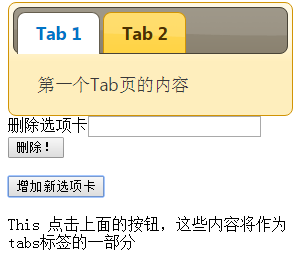 Tab 1 Tab 2
第一个Tab页的内容
删除选项卡
删除！
增加新选项卡
This 点击上面的按钮，这些内容将作为
tabs标签的一部分